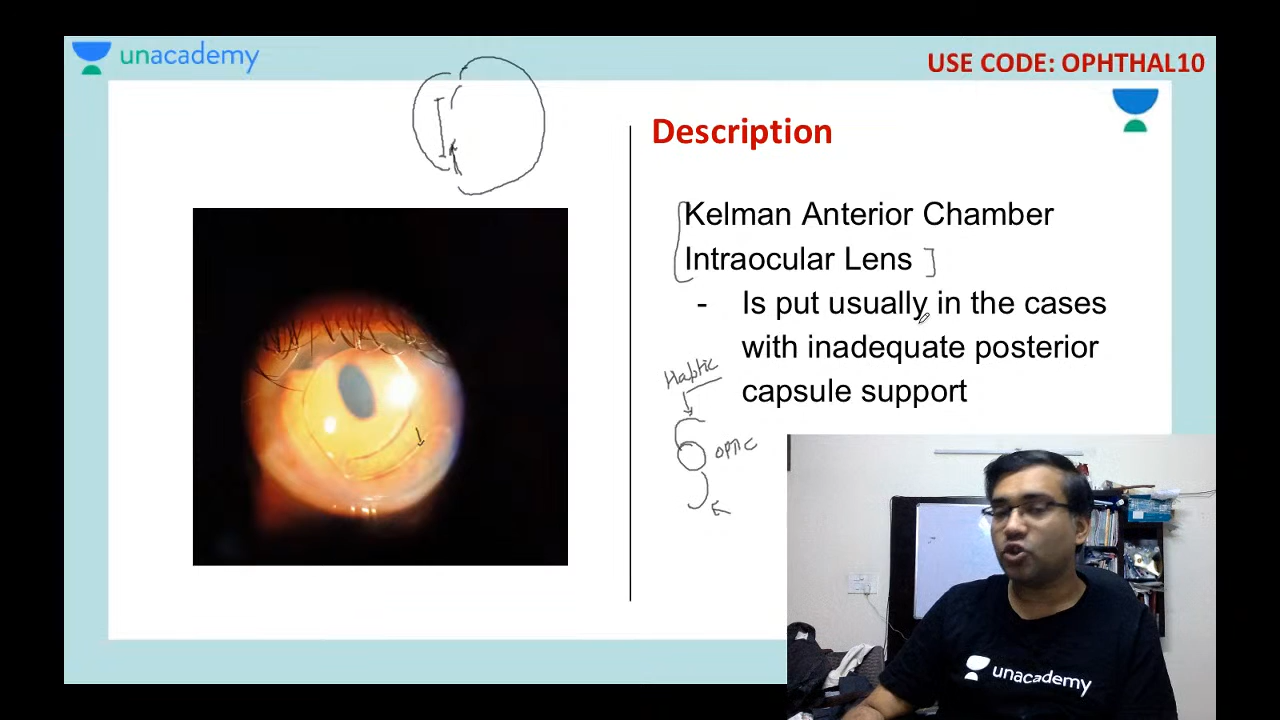 unacademy
USE CODE: OPHTHAL10
Description
Kelman Anterior Chamber
Intraocular Lens
- Is put usually in the cases
with inadequate posterior
capsule support
Haptic
OPTIC
unacademy